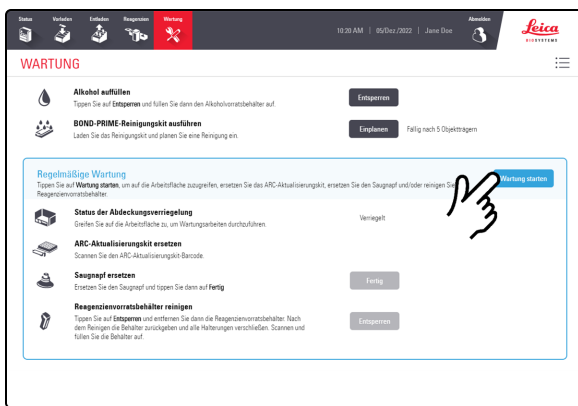 Status Vorladen Entladen Reagenzien Wartung
10:20 AM | 05/Dez./2022 | Jane Doe
Abmelden
Leica
BIOSYSTEMS
WARTUNG
Alkohol auffüllen
Tippen Sie auf Entsperren und füllen Sie dann den Alkoholvorratsbehälter auf.
Entsperren
BOND-PRIME-Reinigungskit ausführen
Laden Sie das Reinigungskit und planen Sie eine Reinigung ein.
Einplanen
Fällig nach 5 Objektträgern
Regelmäßige Wartung
Tippen Sie auf Wartung starten, um auf die Arbeitsfläche zuzugreifen, ersetzen Sie das ARC-Aktualisierungskit, ersetzen Sie den Saugnapf und/oder reinigen Sie
Reagenzienvorratsbehälter.
Wartung starten
Status der Abdeckungsverriegelung
Greifen Sie auf die Arbeitsfläche zu, um Wartungsarbeiten durchzuführen.
Verriegelt
ARC-Aktualisierungskit ersetzen
Scannen Sie den ARC-Aktualisierungskit-Barcode.
Saugnapf ersetzen
Ersetzen Sie den Saugnapf und tippen Sie dann auf Fertig
Fertig
Reagenzienvorratsbehälter reinigen
Tippen Sie auf Entsperren und entfernen Sie dann die Reagenzienvorratsbehälter. Nach
dem Reinigen die Behälter zurückgeben und alle Halterungen verschließen. Scannen und
füllen Sie die Behälter auf.
Entsperren